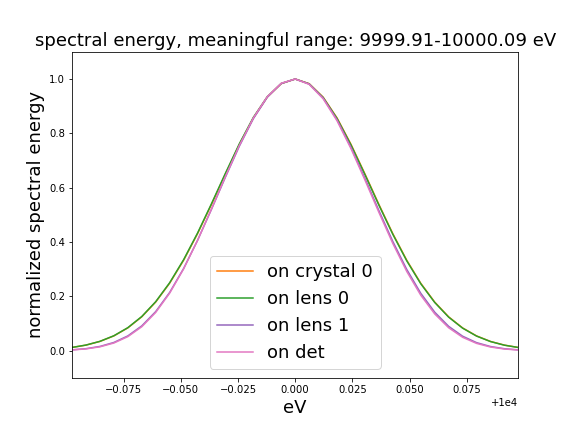 spectral energy, meaningful range: 9999.91-10000.09 eV
normalized spectral energy
1.0
0.8
0.6
0.4
0.2
0.0
on crystal 0
on lens 0
on lens 1
on det
−0.075
−0.050
−0.025
0.000
0.025
0.050
0.075
eV
+1e4